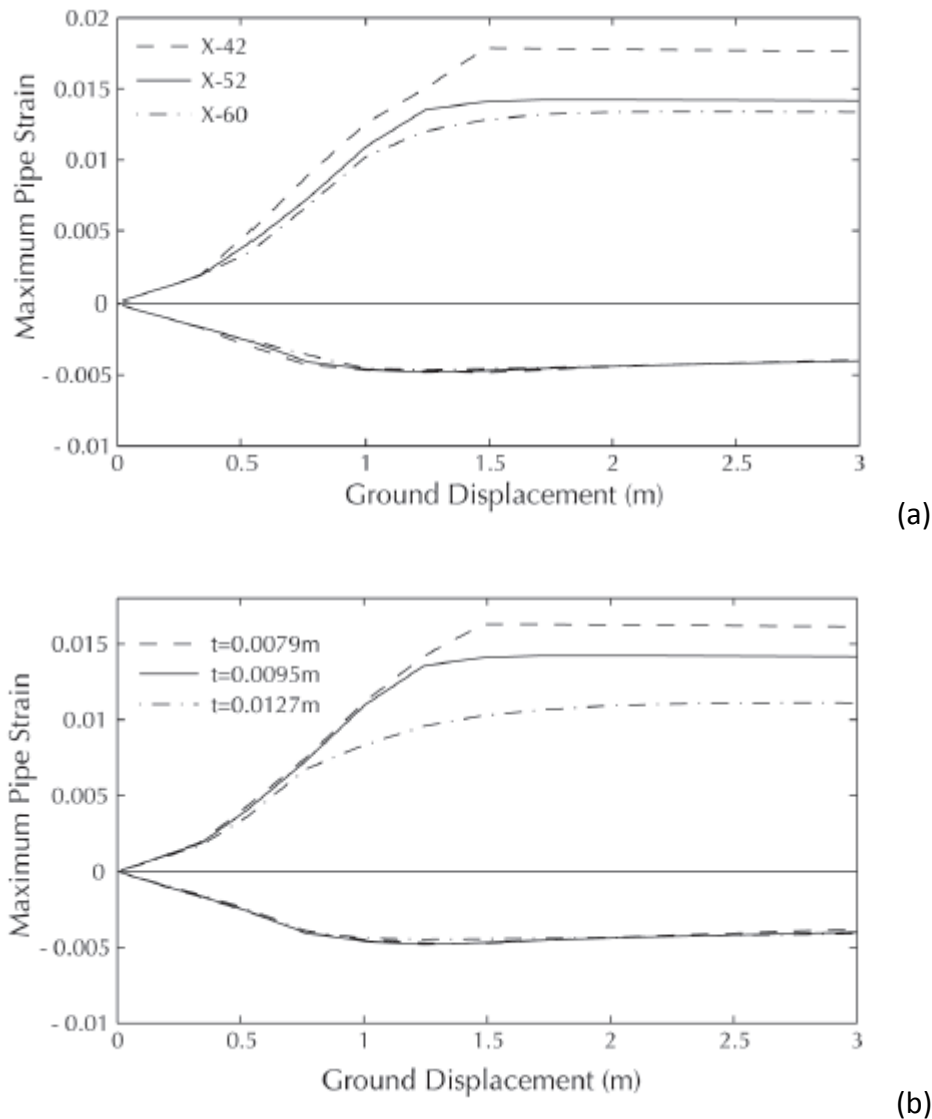 0.02
X-42
X-52
X-60
0.015
0.01
0.005
0
- 0.005
- 0.01
Maximum Pipe Strain
0 0.5 1 1.5 2 2.5 3
Ground Displacement (m)
(a)
0.015
t=0.0079m
t=0.0095m
t=0.0127m
0.01
0.005
0
- 0.005
- 0.01
Maximum Pipe Strain
0 0.5 1 1.5 2 2.5 3
Ground Displacement (m)
(b)